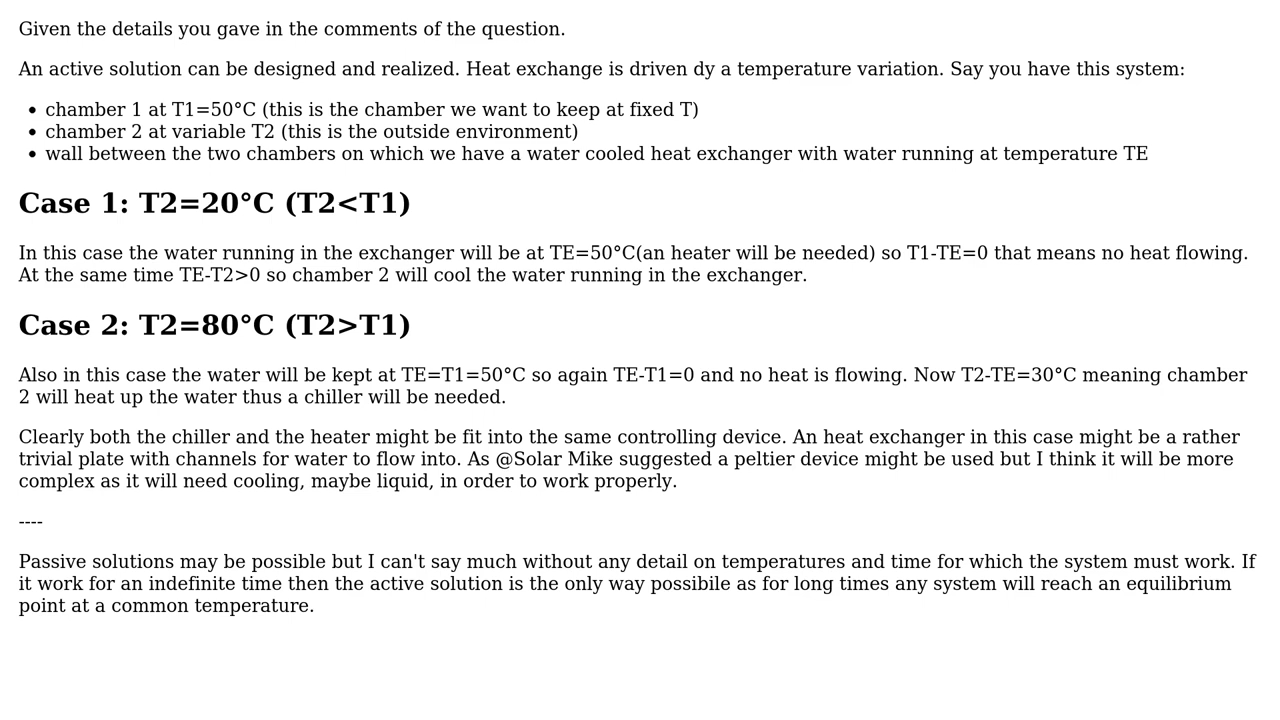 Given the details you gave in the comments of the question.
An active solution can be designed and realized. Heat exchange is driven dy a temperature variation. Say you have this system:
• chamber 1 at T1=50°C (this is the chamber we want to keep at fixed T)
• chamber 2 at variable T2 (this is the outside environment)
• wall between the two chambers on which we have a water cooled heat exchanger with water running at temperature TE
Case 1: T2=20°C (T2<T1)
In this case the water running in the exchanger will be at TE=50°C(an heater will be needed) so T1-TE=0 that means no heat flowing.
At the same time TE-T2>0 so chamber 2 will cool the water running in the exchanger.
Case 2: T2=80°C (T2>T1)
Also in this case the water will be kept at TE=T1=50°C so again TE-T1=0 and no heat is flowing. Now T2-TE=30°C meaning chamber
2 will heat up the water thus a chiller will be needed.
Clearly both the chiller and the heater might be fit into the same controlling device. An heat exchanger in this case might be a rather
trivial plate with channels for water to flow into. As @Solar Mike suggested a peltier device might be used but I think it will be more
complex as it will need cooling, maybe liquid, in order to work properly.
----
Passive solutions may be possible but I can't say much without any detail on temperatures and time for which the system must work. If
it work for an indefinite time then the active solution is the only way possibile as for long times any system will reach an equilibrium
point at a common temperature.